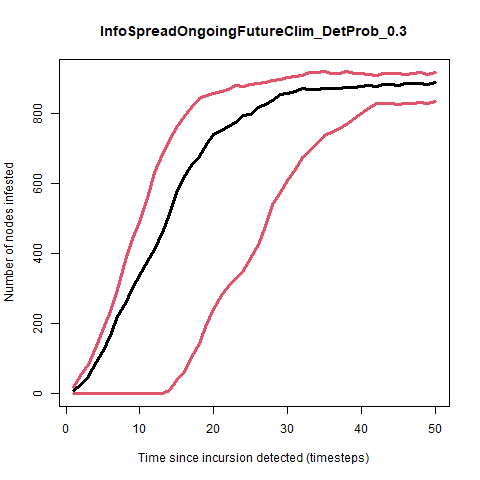 InfoSpreadOngoingFutureClim_DetProb_0.3
Number of nodes infested
800
600
400
200
0
0 10 20 30 40 50
Time since incursion detected (timesteps)